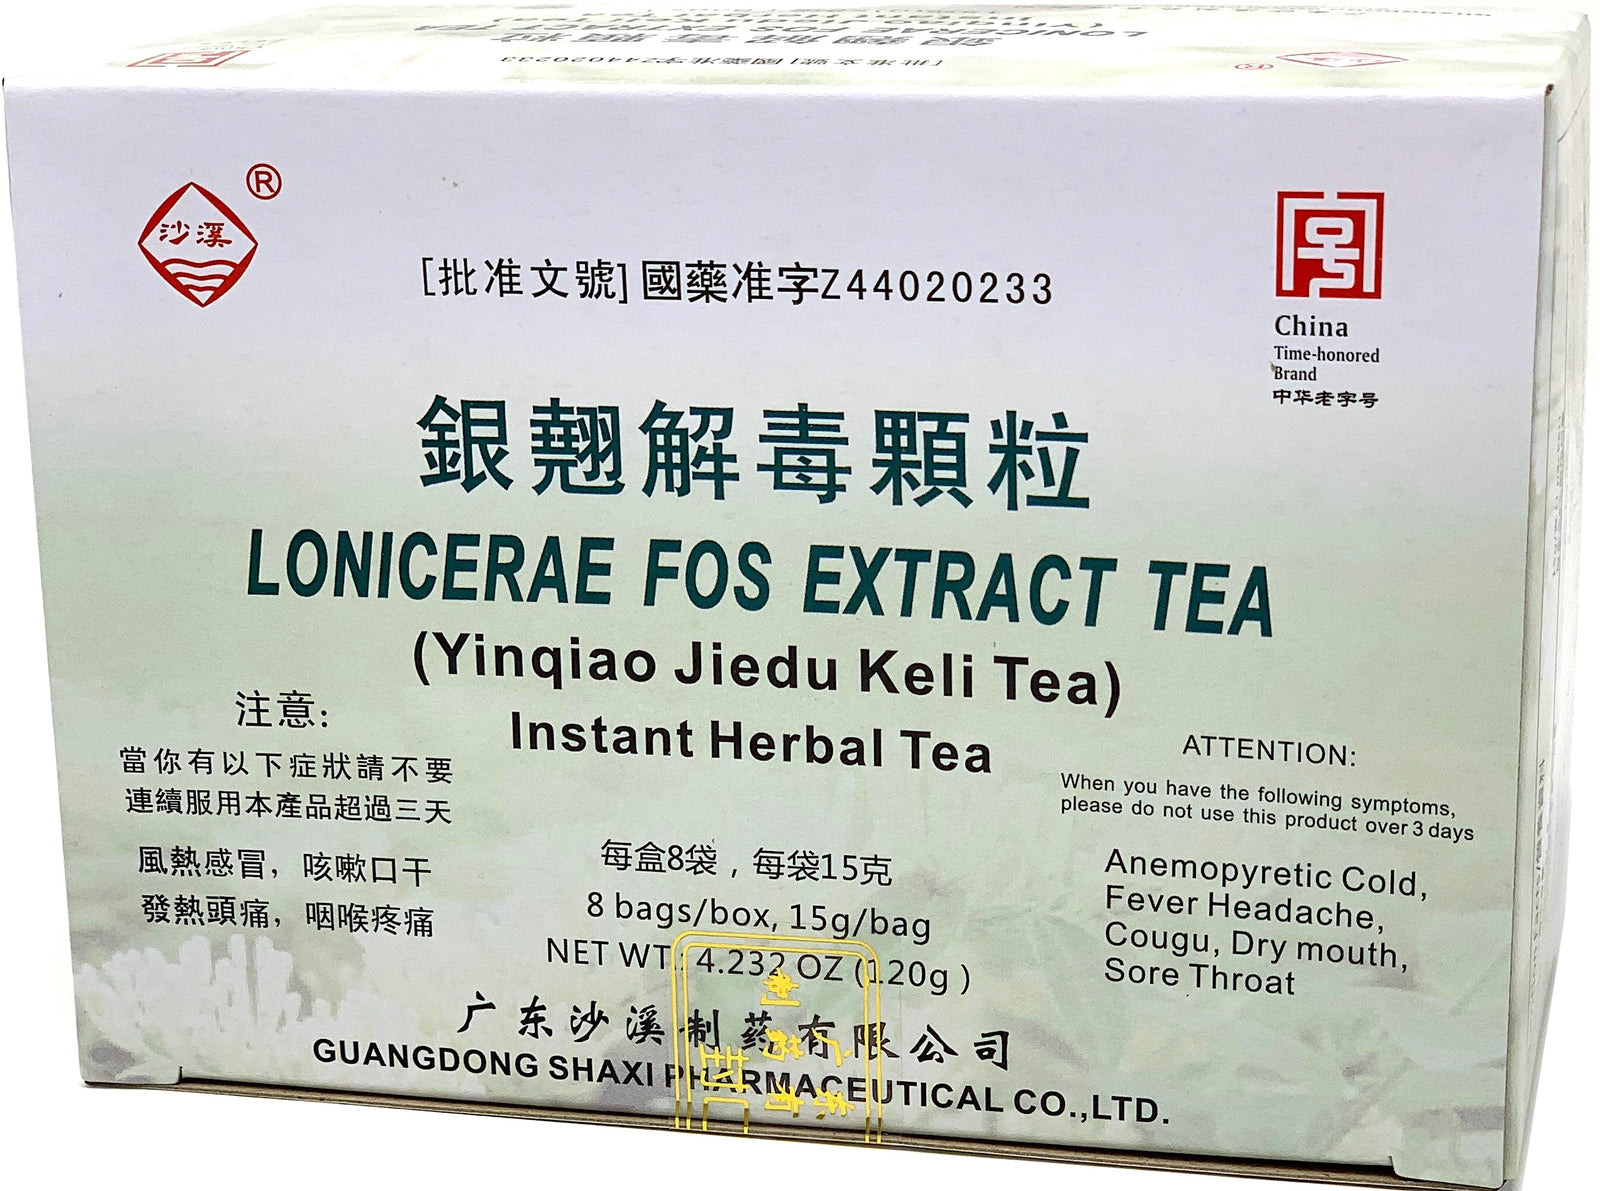 沙溪
®
[批准文號] 國藥准字Z44020233
China
Time-honored
Brand
中华老字号
銀翹解毒顆粒
LONICERAE FOS EXTRACT TEA
(Yinqiao Jiedu Keli Tea)
Instant Herbal Tea
注意:
當你有以下症狀請不要
連續服用本產品超過三天
風熱感冒，咳嗽口干
發熱頭痛，咽喉疼痛
每盒8袋，每袋15克
8 bags/box, 15g/bag
NET WT. 4.232 OZ (120g )
ATTENTION:
When you have the following symptoms,
please do not use this product over 3 days
Anemopyretic Cold,
Fever Headache,
Cougu, Dry mouth,
Sore Throat
广东沙溪制药有限公司
GUANGDONG SHAXI PHARMACEUTICAL CO.,LTD.